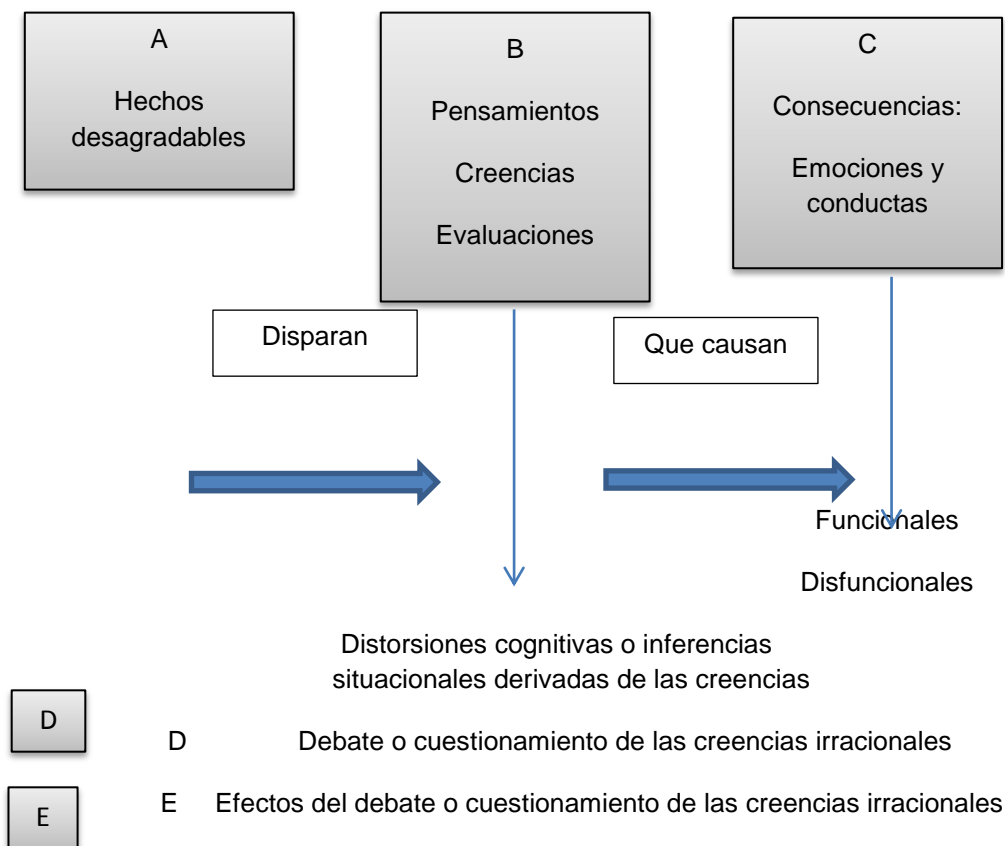 A
Hechos
desagradables
B
Pensamientos
Creencias
Evaluaciones
C
Consecuencias:
Emociones y
conductas
Disparan
Que causan
Funcionales
Disfuncionales
Distorsiones cognitivas o inferencias
situacionales derivadas de las creencias
D
D Debate o cuestionamiento de las creencias irracionales
E
E Efectos del debate o cuestionamiento de las creencias irracionales